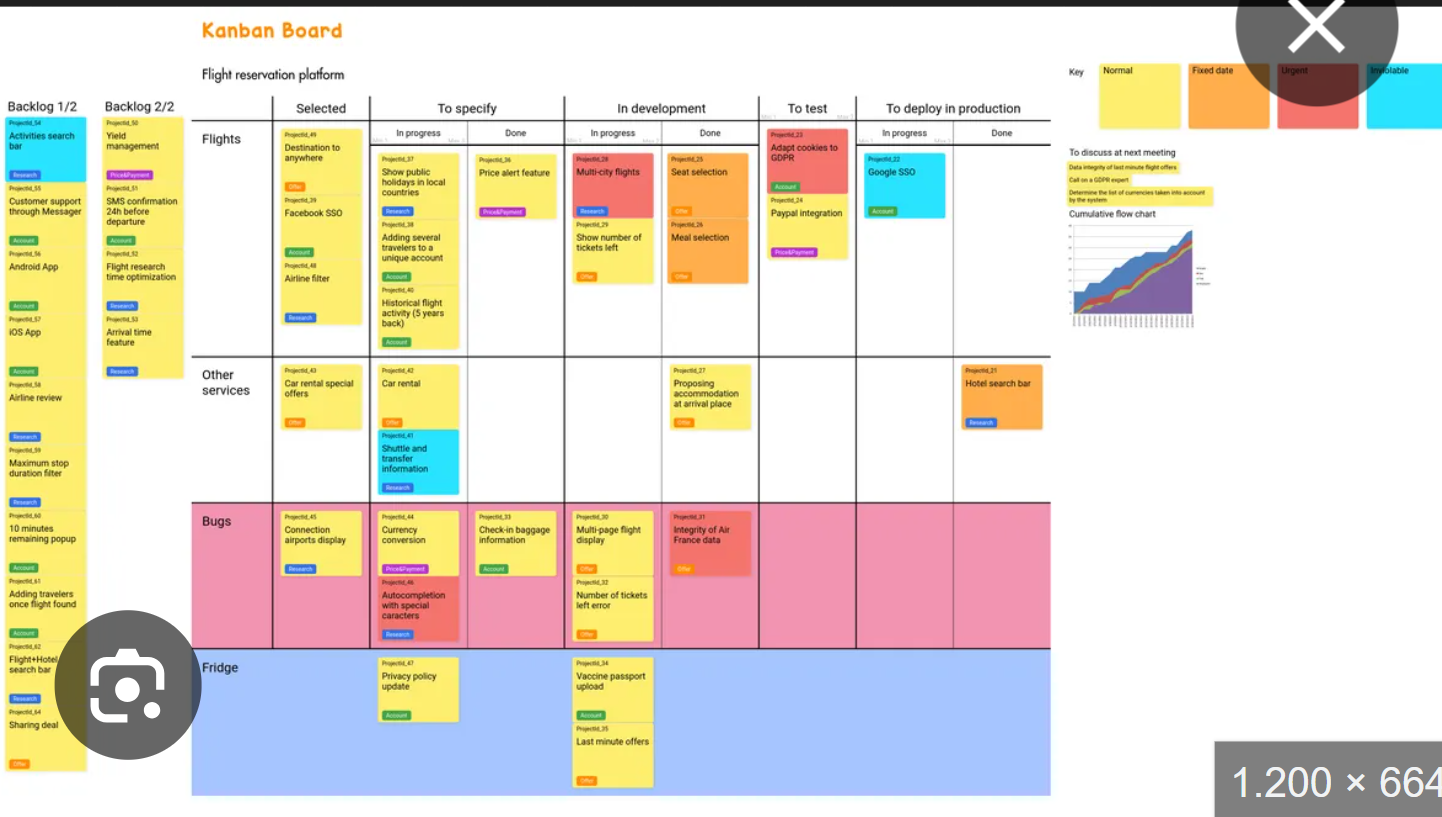 Kanban Board
Flight reservation platform
Backlog 1/2
ProjectId_54
Activities search
bar
Research
ProjectId_55
Customer support
through Messager
Account
ProjectId_56
Android App
Account
ProjectId_57
iOS App
Account
ProjectId_58
Airline review
Research
ProjectId_59
Maximum stop
duration filter
Research
ProjectId_60
10 minutes
remaining popup
Account
ProjectId_61
Adding travelers
once flight found
Account
ProjectId_62
Flight+Hotel
search bar
Research
ProjectId_64
Sharing deal
Offer
Backlog 2/2
ProjectId_50
Yield
management
Price&Payment
ProjectId_51
SMS confirmation
24h before
departure
Account
ProjectId_52
Flight research
time optimization
Research
ProjectId_53
Arrival time
feature
Research
Selected
To specify
In development
To test
To deploy in production
In progress
Done
In progress
Done
In progress
Done
Flights
ProjectId_49
Destination to
anywhere
Offer
ProjectId_39
Facebook SSO
Account
ProjectId_48
Airline filter
Research
ProjectId_37
Show public
holidays in local
countries
Research
ProjectId_38
Adding several
travelers to a
unique account
Account
ProjectId_40
Historical flight
activity (5 years
back)
Account
ProjectId_36
Price alert feature
Price&Payment
ProjectId_28
Multi-city flights
Research
ProjectId_29
Show number of
tickets left
Offer
ProjectId_25
Seat selection
Offer
ProjectId_26
Meal selection
Offer
ProjectId_23
Adapt cookies to
GDPR
Account
ProjectId_24
Paypal integration
Price&Payment
ProjectId_22
Google SSO
Account
Other
services
ProjectId_43
Car rental special
offers
Offer
ProjectId_42
Car rental
Offer
ProjectId_41
Shuttle and
transfer
information
Research
ProjectId_27
Proposing
accommodation
at arrival place
Offer
ProjectId_21
Hotel search bar
Research
Bugs
ProjectId_45
Connection
airports display
Research
ProjectId_44
Currency
conversion
Price&Payment
ProjectId_46
Autocompletion
with special
caracters
Research
ProjectId_33
Check-in baggage
information
Account
ProjectId_30
Multi-page flight
display
Offer
ProjectId_32
Number of tickets
left error
Offer
ProjectId_31
Integrity of Air
France data
Offer
Fridge
ProjectId_47
Privacy policy
update
Account
ProjectId_34
Vaccine passport
upload
Account
ProjectId_35
Last minute offers
Offer
Key
Normal
Fixed date
Urgent
Inviolable
To discuss at next meeting
Data integrity of last minute flight offers
Call on a GDPR expert
Determine the list of currencies taken into account
by the system
Cumulative flow chart
1.200 × 664